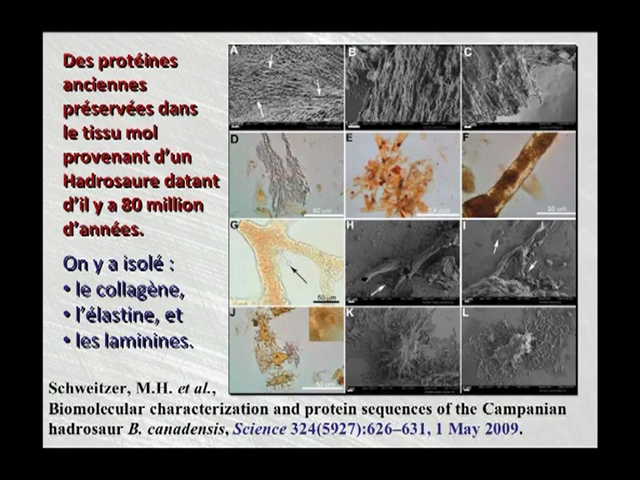 Des protéines
anciennes
préservées dans
le tissu mol
provenant d'un
Hadrosaure datant
d'il y a 80 million
d'années.
On y a isolé :
• le collagène,
• l'élastine, et
• les laminines.
A
B
C
D
E
F
G
H
I
J
K
L
50 µm
Schweitzer, M.H. et al.,
Biomolecular characterization and protein sequences of the Campanian
hadrosaur B. canadensis, Science 324(5927):626–631, 1 May 2009.